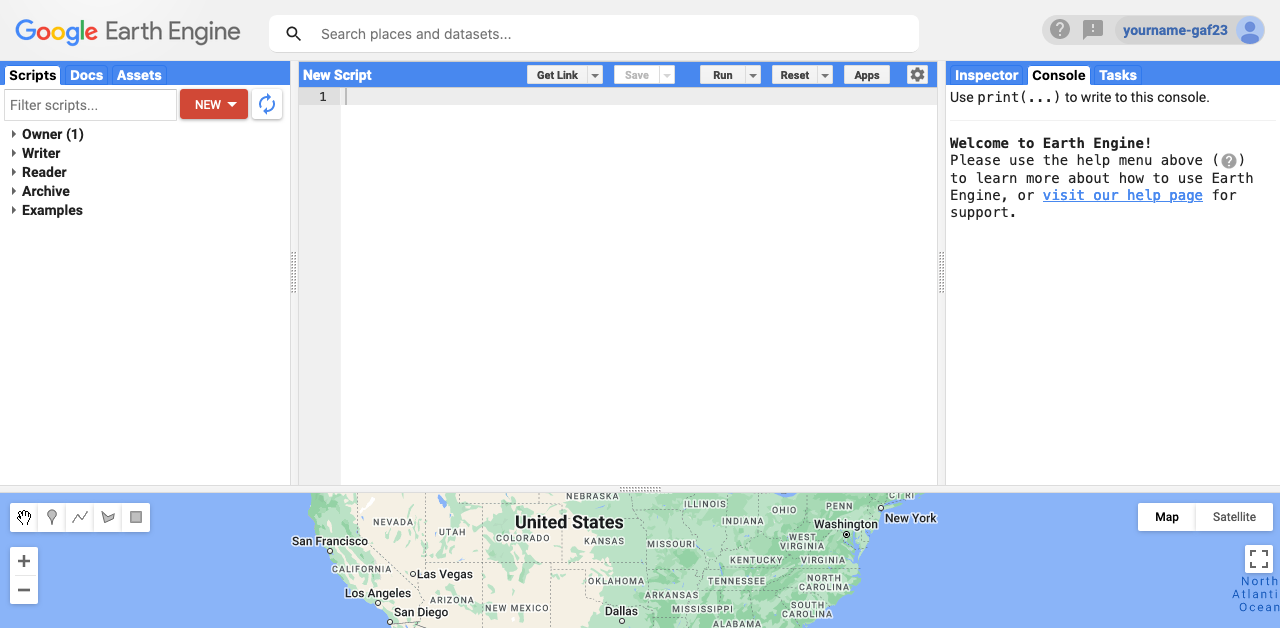 Google Earth Engine
Search places and datasets...
yourname-gaf23
Scripts Docs Assets
Filter scripts...
NEW
Owner (1)
Writer
Reader
Archive
Examples
New Script
Get Link
Save
Run
Reset
Apps
1
Inspector Console Tasks
Use print(...) to write to this console.
Welcome to Earth Engine!
Please use the help menu above (?)
to learn more about how to use Earth
Engine, or visit our help page for
support.
Map
Satellite
United States
NEBRASKA
ILLINOIS
OHIO
PENN
CT RI
New York
NEVADA
UTAH
COLORADO
KANSAS
MISSOURI
INDIANA
Washington
WEST
VIRGINIA
San Francisco
CALIFORNIA
Las Vegas
KENTUCKY
VIRGINIA
OKLAHOMA
TENNESSEE
NORTH
CAROLINA
Los Angeles
ARIZONA
NEW MEXICO
ARKANSAS
MISSISSIPPI
SOUTH
CAROLINA
San Diego
Dallas
ALABAMA
North
Atlanti
Ocean